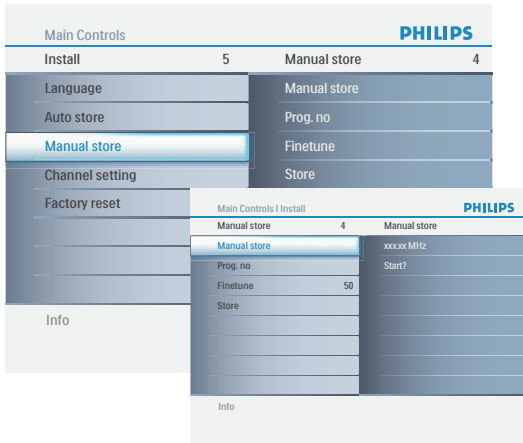 Main Controls PHILIPS
Install 5 Manual store 4
Language Manual store
Auto store Prog. no
Manual store Finetune
Channel setting Store
Factory reset
Info
Main Controls I Install PHILIPS
Manual store 4 Manual store
Manual store xxx.xx MHz
Prog. no Start?
Finetune 50
Store
Info